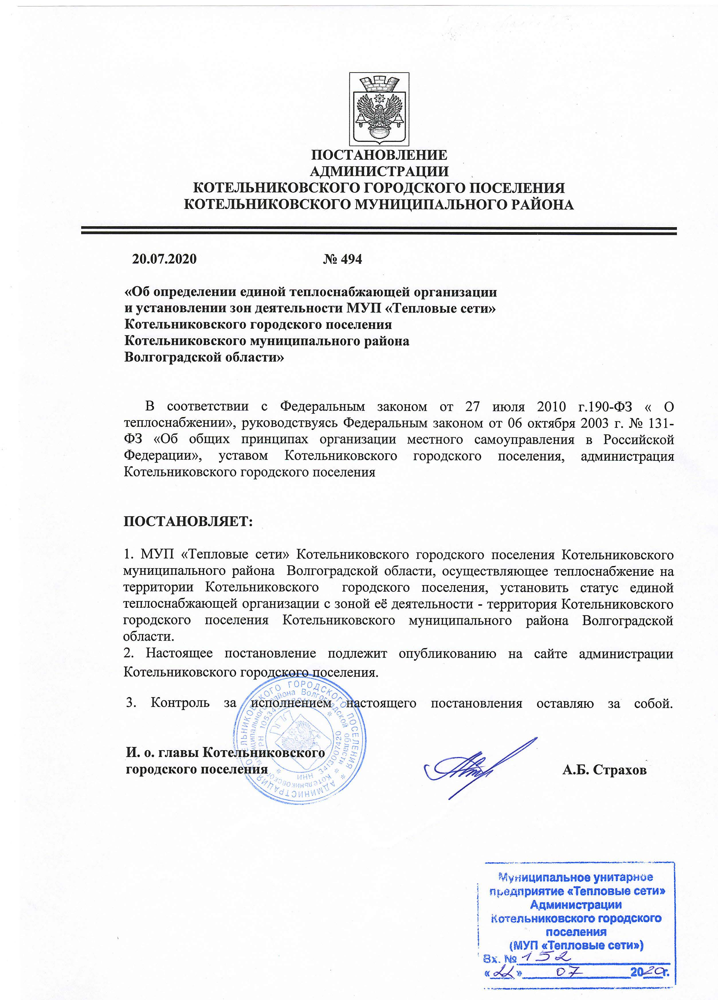 ПОСТАНОВЛЕНИЕ
АДМИНИСТРАЦИИ
КОТЕЛЬНИКОВСКОГО ГОРОДСКОГО ПОСЕЛЕНИЯ
КОТЕЛЬНИКОВСКОГО МУНИЦИПАЛЬНОГО РАЙОНА
20.07.2020 № 494
«Об определении единой теплоснабжающей организации
и установлении зон деятельности МУП «Тепловые сети»
Котельниковского городского поселения
Котельниковского муниципального района
Волгоградской области»
В соответствии с Федеральным законом от 27 июля 2010 г.190-ФЗ « О
теплоснабжении», руководствуясь Федеральным законом от 06 октября 2003 г. № 131-
ФЗ «Об общих принципах организации местного самоуправления в Российской
Федерации», уставом Котельниковского городского поселения, администрация
Котельниковского городского поселения
ПОСТАНОВЛЯЕТ:
1. МУП «Тепловые сети» Котельниковского городского поселения Котельниковского
муниципального района Волгоградской области, осуществляющее теплоснабжение на
территории Котельниковского городского поселения, установить статус единой
теплоснабжающей организации с зоной её деятельности - территория Котельниковского
городского поселения Котельниковского муниципального района Волгоградской
области.
2. Настоящее постановление подлежит опубликованию на сайте администрации
Котельниковского городского поселения.
3. Контроль за исполнением настоящего постановления оставляю за собой.
И. о. главы Котельниковского
городского поселения А.Б. Страхов
АДМИНИСТРАЦИЯ КОТЕЛЬНИКОВСКОГО ГОРОДСКОГО ПОСЕЛЕНИЯ
Котельниковского муниципального района Волгоградской области
ИНН 3413007420
Муниципальное унитарное
предприятие «Тепловые сети»
Администрации
Котельниковского городского
поселения
(МУП «Тепловые сети»)
Вх. № 152
«22» 07 2020г.